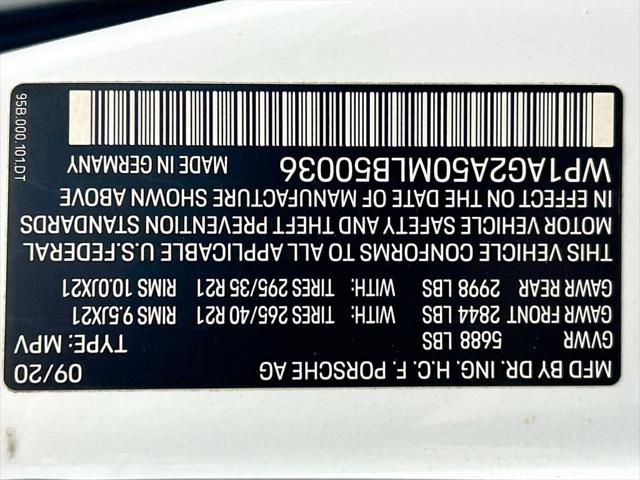 MFD BY DR. ING. H.C. F. PORSCHE AG 09/20
GVWR 5688 LBS TYPE: MPV
GAWR FRONT 2844 LBS WITH: TIRES 265/40 R21 RIMS 9.5JX21
GAWR REAR 2998 LBS WITH: TIRES 295/35 R21 RIMS 10.0JX21
THIS VEHICLE CONFORMS TO ALL APPLICABLE U.S.FEDERAL
MOTOR VEHICLE SAFETY AND THEFT PREVENTION STANDARDS
IN EFFECT ON THE DATE OF MANUFACTURE SHOWN ABOVE
WP1AG2A50MLB50036 MADE IN GERMANY
95B.000.101.DT